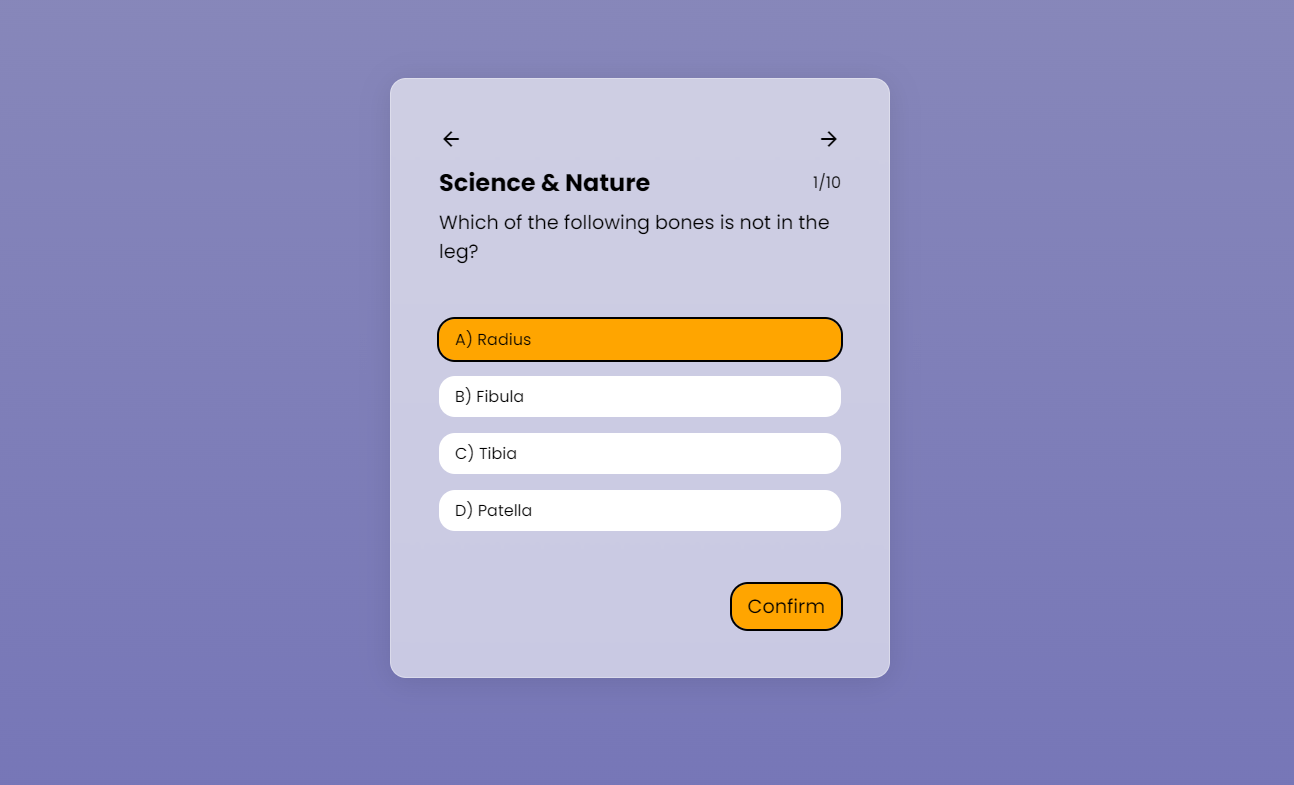 Science & Nature
1/10
Which of the following bones is not in the
leg?
A) Radius
B) Fibula
C) Tibia
D) Patella
Confirm